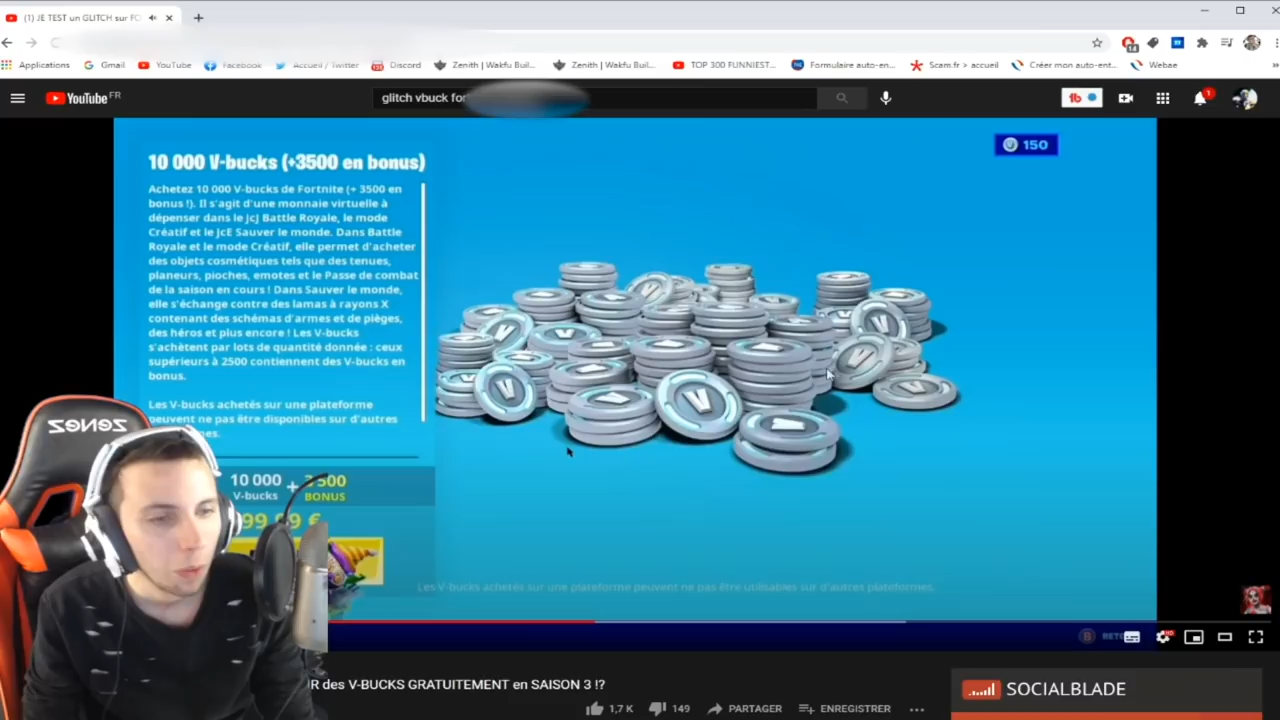 (1) JE TEST un GLITCH sur FC
Applications
Gmail
YouTube
Facebook
Accueil / Twitter
Discord
Zenith | Wakfu Buil...
Zenith | Wakfu Buil...
TOP 300 FUNNIEST...
Formulaire auto-en...
Scam.fr > accueil
Créer mon auto-ent...
Webae
YouTube FR
glitch vbuck for
10 000 V-bucks (+3500 en bonus)
150
Achetez 10 000 V-bucks de Fortnite (+ 3500 en
bonus !). Il s'agit d'une monnaie virtuelle à
dépenser dans le JcJ Battle Royale, le mode
Créatif et le JcE Sauver le monde. Dans Battle
Royale et le mode Créatif, elle permet d'acheter
des objets cosmétiques tels que des tenues,
planeurs, pioches, emotes et le Passe de combat
de la saison en cours ! Dans Sauver le monde,
elle s'échange contre des lamas à rayons X
contenant des schémas d'armes et de pièges,
des héros et plus encore ! Les V-bucks
s'achètent par lots de quantité donnée : ceux
supérieurs à 2500 contiennent des V-bucks en
bonus.
Les V-bucks achetés sur une plateforme
peuvent ne pas être disponibles sur d'autres
mes.
10 000
V-bucks
+
3 500
BONUS
99,99 €
Les V-bucks achetés sur une plateforme peuvent ne pas être utilisables sur d'autres plateformes.
B RETO
ZENEZ
R des V-BUCKS GRATUITEMENT en SAISON 3 !?
1,7 K
149
PARTAGER
ENREGISTRER
SOCIALBLADE